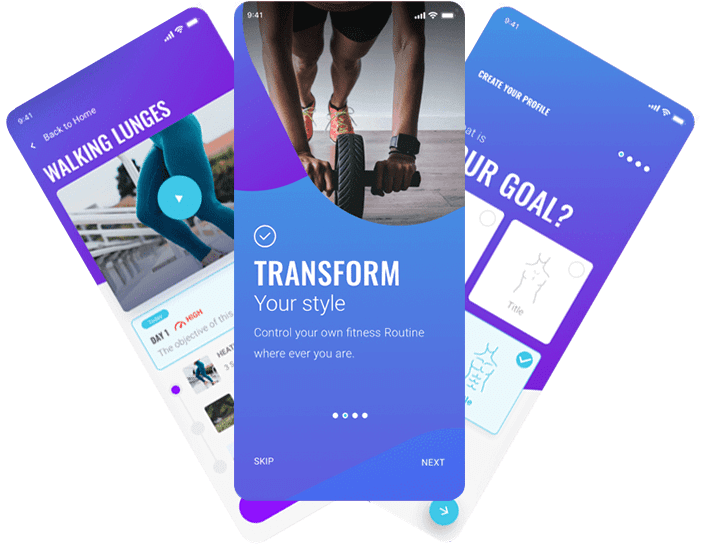 9:41
Back to Home
WALKING LUNGES
Today
DAY 1 HIGH
The objective of this
HEAT
3 S
9:41
TRANSFORM
Your style
Control your own fitness Routine
where ever you are.
SKIP
NEXT
9:41
CREATE YOUR PROFILE
at is
UR GOAL?
Title
le